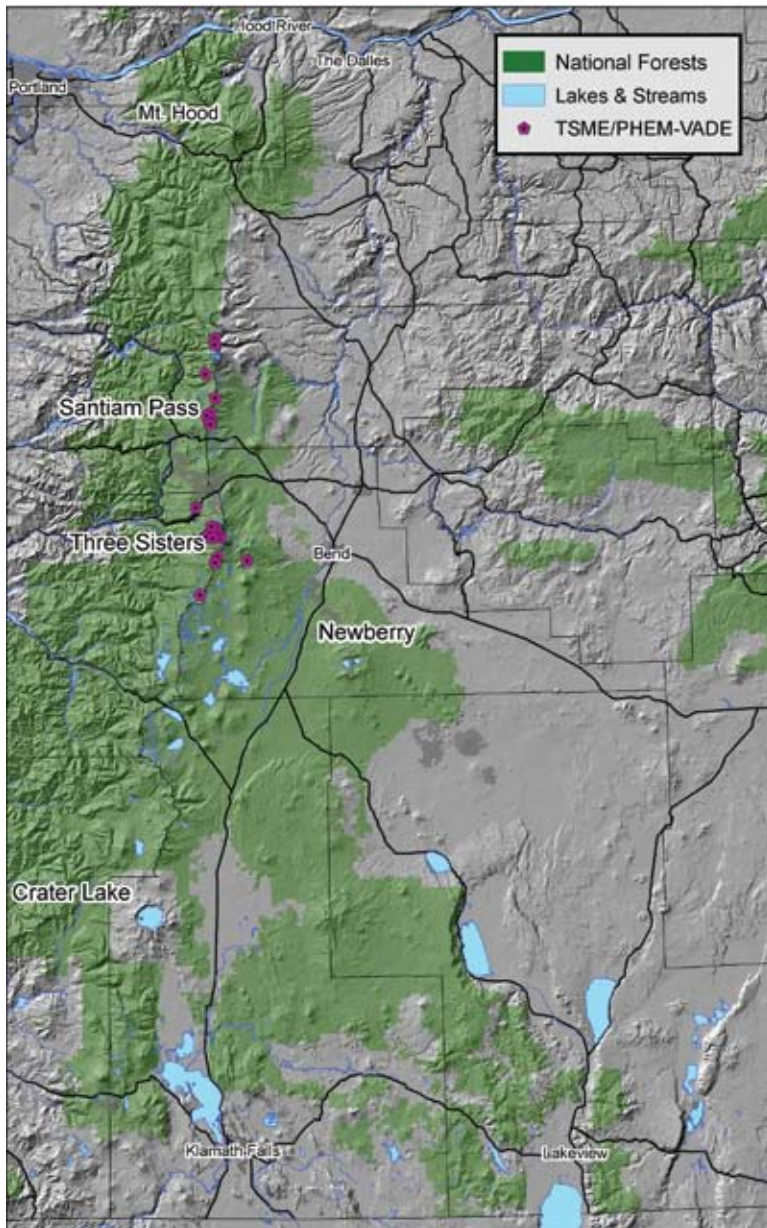 Hood River
The Dalles
Portland
Mt. Hood
National Forests
Lakes & Streams
TSME/PHEM-VADE
Santiam Pass
Three Sisters
Bend
Newberry
Crater Lake
Klamath Falls
Lakeview